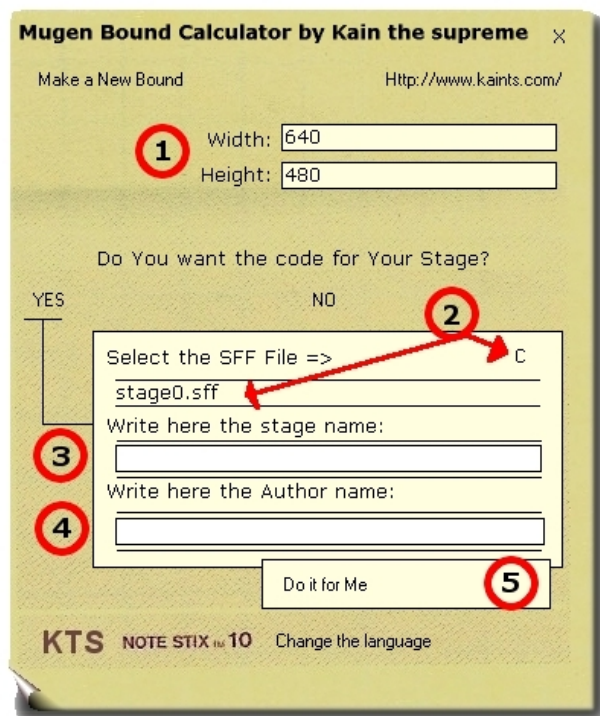 Mugen Bound Calculator by Kain the supreme X
Make a New Bound Http://www.kaints.com/
1 Width: 640
Height: 480
Do You want the code for Your Stage?
YES NO 2
Select the SFF File => C
stage0.sff
Write here the stage name:
3
Write here the Author name:
4
Do it for Me 5
KTS NOTE STIX TM 10 Change the language